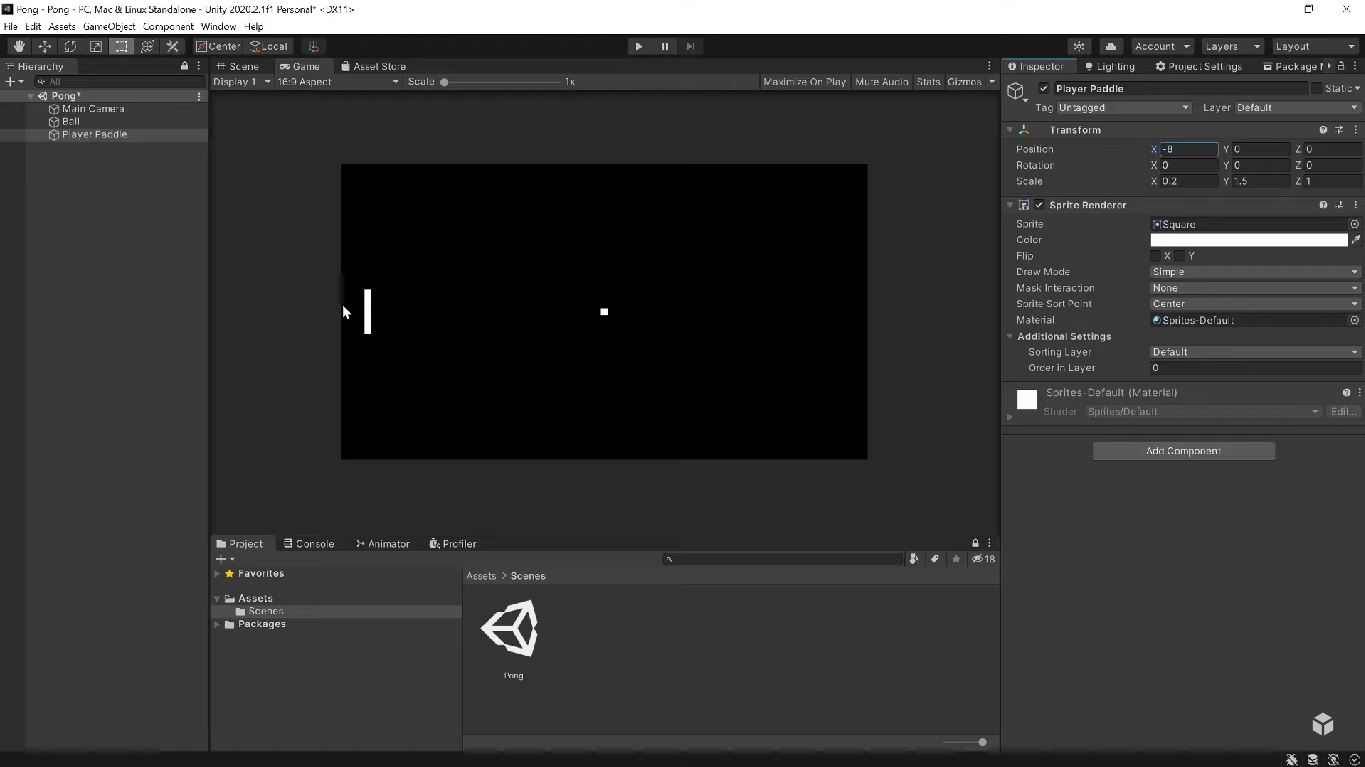 Pong - Pong - PC, Mac & Linux Standalone - Unity 2020.2.1f1 Personal* <DX11>
File Edit Assets GameObject Component Window Help
Center Local Account Layers Layout
Hierarchy Scene Game Asset Store Inspector Lighting Project Settings Package M
All Display 1 16:9 Aspect Scale 1x Maximize On Play Mute Audio Stats Gizmos
Player Paddle Static
Pong*
Main Camera
Ball
Player Paddle
Tag Untagged Layer Default
Transform
Position X -8 Y 0 Z 0
Rotation X 0 Y 0 Z 0
Scale X 0.2 Y 1.5 Z 1
Sprite Renderer
Sprite Square
Color
Flip X Y
Draw Mode Simple
Mask Interaction None
Sprite Sort Point Center
Material Sprites-Default
Additional Settings
Sorting Layer Default
Order in Layer 0
Sprites-Default (Material)
Shader Sprites/Default Edit...
Add Component
Project Console Animator Profiler
18
Favorites
Assets
Scenes
Packages
Assets > Scenes
Pong